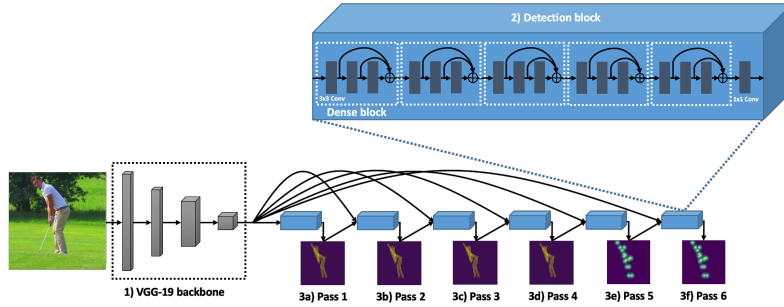 2) Detection block
3x3 Conv
1x1 Conv
Dense block
1) VGG-19 backbone
3a) Pass 1
3b) Pass 2
3c) Pass 3
3d) Pass 4
3e) Pass 5
3f) Pass 6